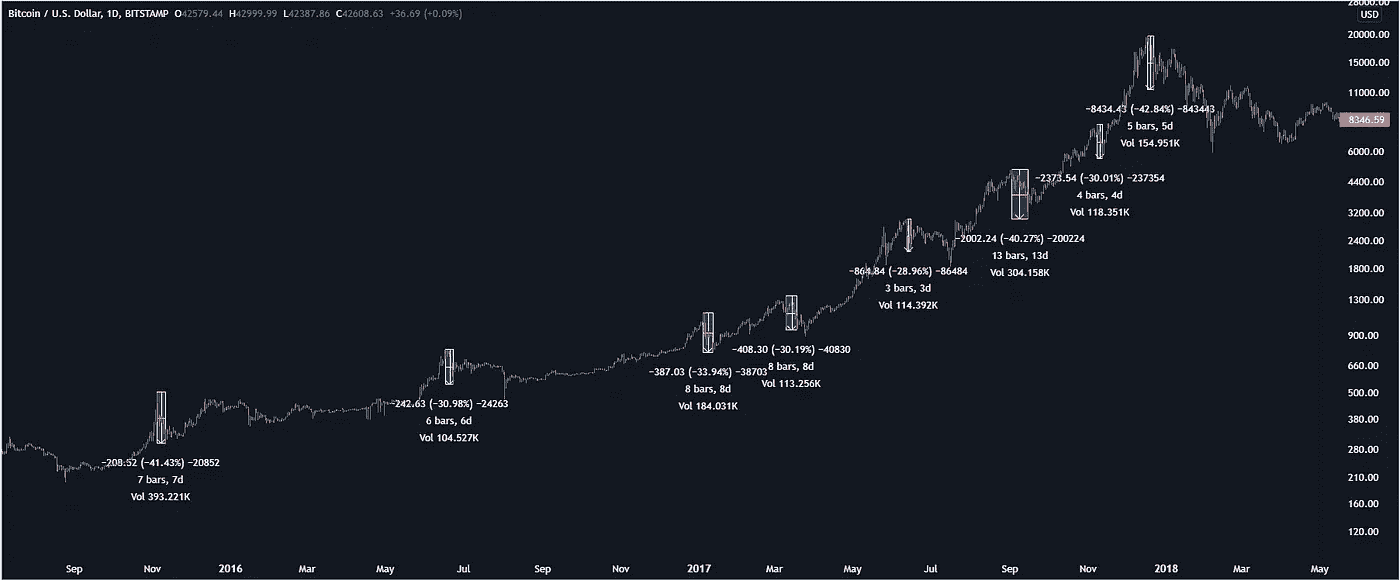 Bitcoin / U.S. Dollar, 1D, BITSTAMP O42579.44 H42999.99 L42387.86 C42608.63 +36.69 (+0.09%)
28000.00
USD
20000.00
15000.00
11000.00
8346.59
6000.00
4400.00
3200.00
2400.00
1800.00
1300.00
900.00
660.00
500.00
380.00
280.00
210.00
160.00
120.00
−208.52 (−41.43%) −20852
7 bars, 7d
Vol 393.221K
−242.63 (−30.98%) −24263
6 bars, 6d
Vol 104.527K
−387.03 (−33.94%) −38703
8 bars, 8d
Vol 184.031K
−408.30 (−30.19%) −40830
8 bars, 8d
Vol 113.256K
−864.84 (−28.96%) −86484
3 bars, 3d
Vol 114.392K
−2002.24 (−40.27%) −200224
13 bars, 13d
Vol 304.158K
−2373.54 (−30.01%) −237354
4 bars, 4d
Vol 118.351K
−8434.43 (−42.84%) −843443
5 bars, 5d
Vol 154.951K
Sep Nov 2016 Mar May Jul Sep Nov 2017 Mar May Jul Sep Nov 2018 Mar May